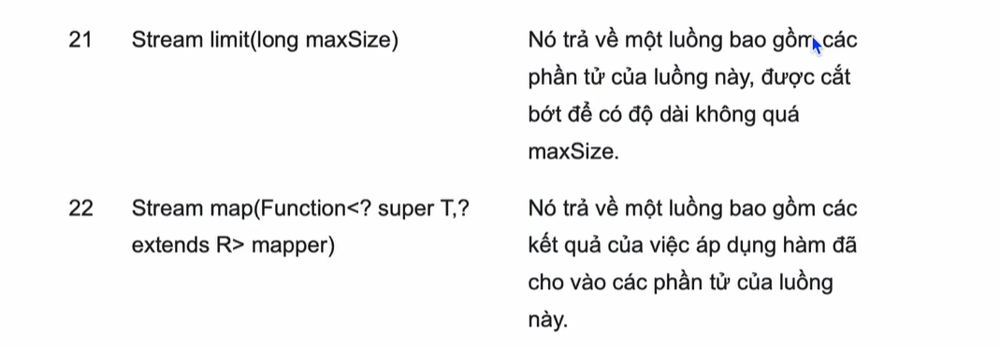 21 Stream limit(long maxSize) Nó trả về một luồng bao gồm các
phần tử của luồng này, được cắt
bớt để có độ dài không quá
maxSize.
22 Stream map(Function<? super T,? Nó trả về một luồng bao gồm các
extends R> mapper) kết quả của việc áp dụng hàm đã
cho vào các phần tử của luồng
này.